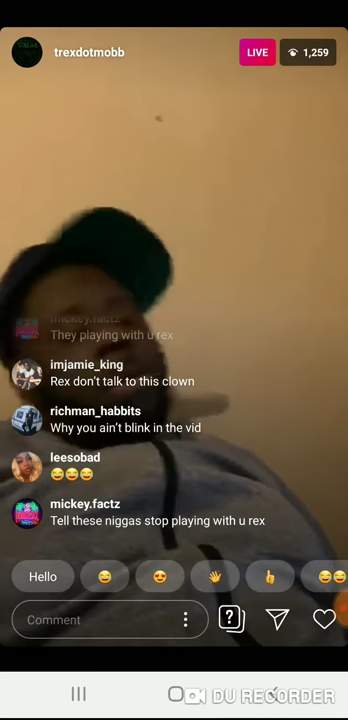 trexdotmobb
LIVE
1,259
mickey.factz
They playing with u rex
imjamie_king
Rex don't talk to this clown
richman_habbits
Why you ain't blink in the vid
leesobad
😂😂😂
mickey.factz
Tell these niggas stop playing with u rex
Hello 😂 😍 👋 👍 😂😂
Comment
?
DU RECORDER